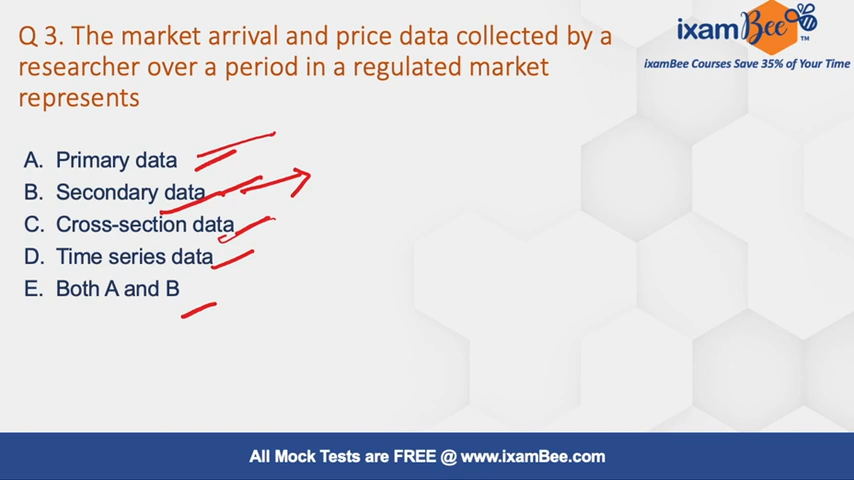 Q 3. The market arrival and price data collected by a
researcher over a period in a regulated market
represents
ixamBee™
ixamBee Courses Save 35% of Your Time
A. Primary data
B. Secondary data
C. Cross-section data
D. Time series data
E. Both A and B
All Mock Tests are FREE @ www.ixamBee.com